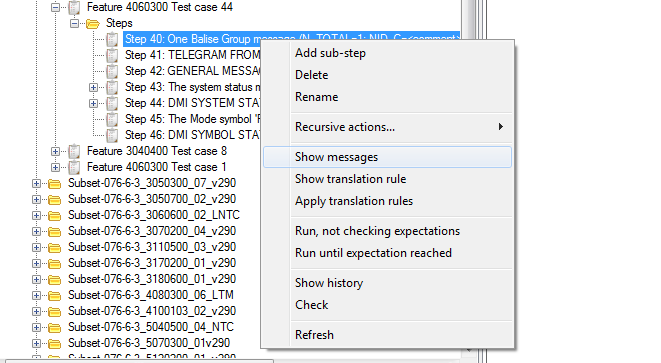 Feature 4060300 Test case 44
Steps
Step 40: One Balise Group message (N_TOTAL=1; NID_C=<comment>
Step 41: TELEGRAM FROM
Step 42: GENERAL MESSAG
Step 43: The system status m
Step 44: DMI SYSTEM STAT
Step 45: The Mode symbol 'F
Step 46: DMI SYMBOL STAT
Feature 3040400 Test case 8
Feature 4060300 Test case 1
Subset-076-6-3_3050300_07_v290
Subset-076-6-3_3050700_02_v290
Subset-076-6-3_3060600_02_LNTC
Subset-076-6-3_3070200_04_v290
Subset-076-6-3_3110500_03_v290
Subset-076-6-3_3170200_01_v290
Subset-076-6-3_3180600_01_v290
Subset-076-6-3_4080300_06_LTM
Subset-076-6-3_4100103_02_v290
Subset-076-6-3_5040500_04_NTC
Subset-076-6-3_5070300_01v290
Add sub-step
Delete
Rename
Recursive actions...
Show messages
Show translation rule
Apply translation rules
Run, not checking expectations
Run until expectation reached
Show history
Check
Refresh